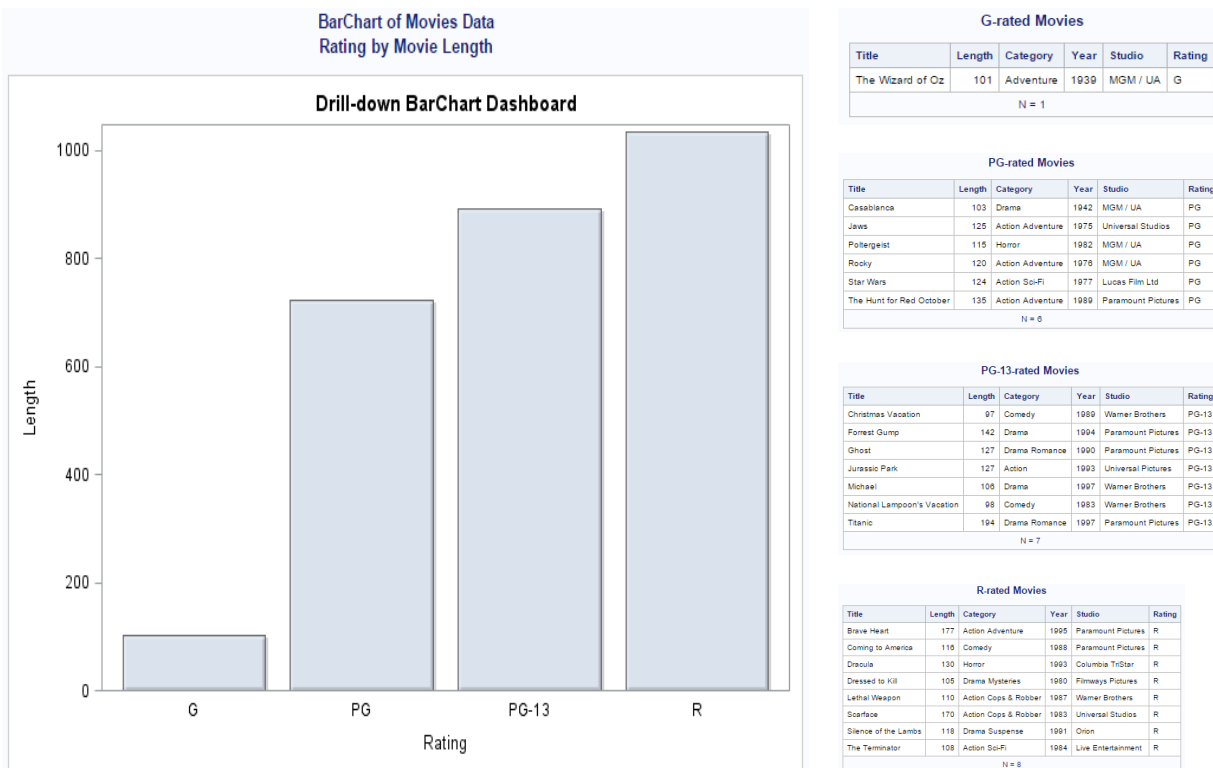 BarChart of Movies Data
Rating by Movie Length
Drill-down BarChart Dashboard
1000
800
600
400
200
0
Length
G PG PG-13 R
Rating
G-rated Movies
Title Length Category Year Studio Rating
The Wizard of Oz 101 Adventure 1939 MGM / UA G
N = 1
PG-rated Movies
Title Length Category Year Studio Rating
Casablanca 103 Drama 1942 MGM / UA PG
Jaws 125 Action Adventure 1975 Universal Studios PG
Poltergeist 115 Horror 1982 MGM / UA PG
Rocky 120 Action Adventure 1976 MGM / UA PG
Star Wars 124 Action Sci-Fi 1977 Lucas Film Ltd PG
The Hunt for Red October 135 Action Adventure 1989 Paramount Pictures PG
N = 6
PG-13-rated Movies
Title Length Category Year Studio Rating
Christmas Vacation 97 Comedy 1989 Warner Brothers PG-13
Forrest Gump 142 Drama 1994 Paramount Pictures PG-13
Ghost 127 Drama Romance 1990 Paramount Pictures PG-13
Jurassic Park 127 Action 1993 Universal Pictures PG-13
Michael 106 Drama 1997 Warner Brothers PG-13
National Lampoon's Vacation 98 Comedy 1983 Warner Brothers PG-13
Titanic 194 Drama Romance 1997 Paramount Pictures PG-13
N = 7
R-rated Movies
Title Length Category Year Studio Rating
Brave Heart 177 Action Adventure 1995 Paramount Pictures R
Coming to America 116 Comedy 1988 Paramount Pictures R
Dracula 130 Horror 1993 Columbia TriStar R
Dressed to Kill 105 Drama Mysteries 1980 Filmways Pictures R
Lethal Weapon 110 Action Cops & Robber 1987 Warner Brothers R
Scarface 170 Action Cops & Robber 1983 Universal Studios R
Silence of the Lambs 118 Drama Suspense 1991 Orion R
The Terminator 108 Action Sci-Fi 1984 Live Entertainment R
N = 8